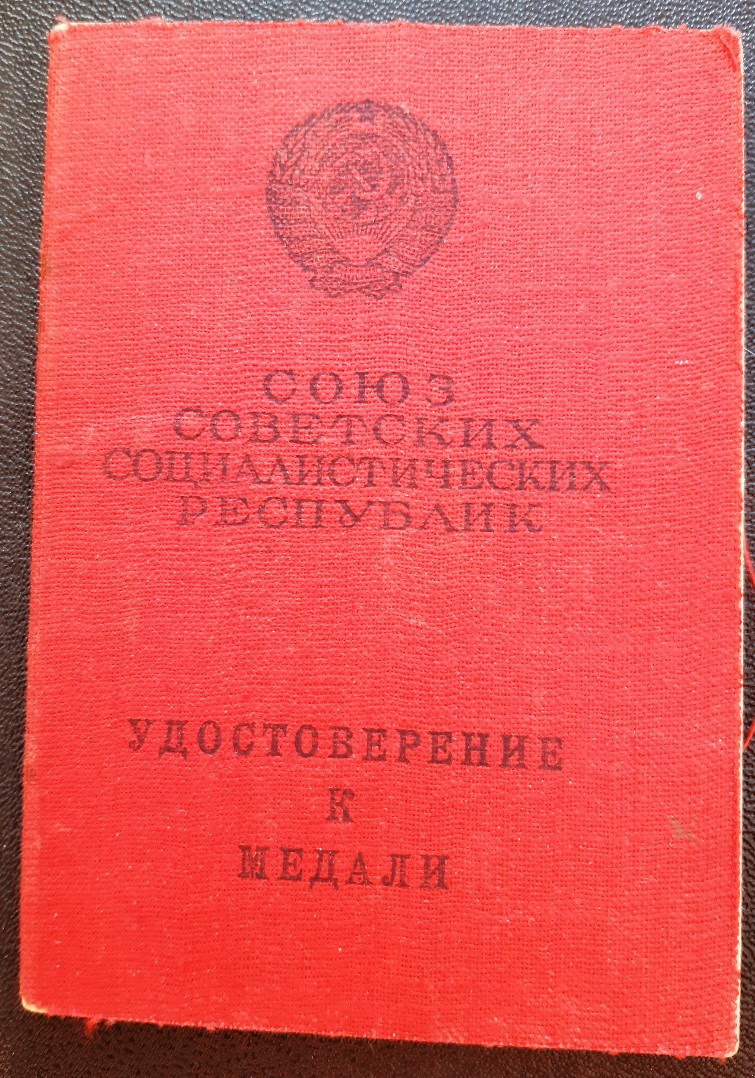 СОЮЗ
СОВЕТСКИХ
СОЦИАЛИСТИЧЕСКИХ
РЕСПУБЛИК
УДОСТОВЕРЕНИЕ
К
МЕДАЛИ